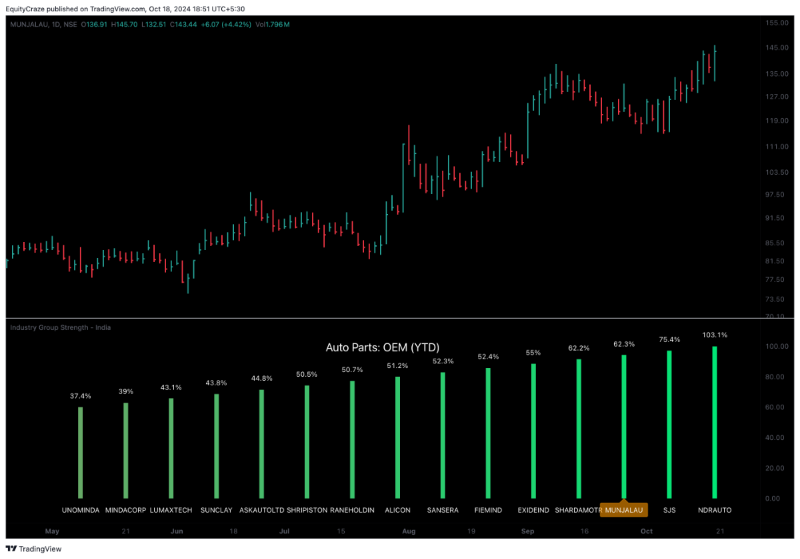 EquityCraze published on TradingView.com, Oct 18, 2024 18:51 UTC+5:30
MUNJALAU, 1D, NSE O136.91 H145.70 L132.51 C143.44 +6.07 (+4.42%) Vol1.796M
155.00
145.00
135.00
127.00
119.00
111.00
103.50
97.50
91.50
85.50
81.50
77.50
73.50
70.10
Industry Group Strength - India
Auto Parts: OEM (YTD)
37.4% 39% 43.1% 43.8% 44.8% 50.5% 50.7% 51.2% 52.3% 52.4% 55% 62.2% 62.3% 75.4% 103.1%
100.00
80.00
60.00
40.00
20.00
0.00
UNOMINDA MINDACORP LUMAXTECH SUNCLAY ASKAUTOLTD SHRIPISTON RANEHOLDIN ALICON SANSERA FIEMIND EXIDEIND SHARDAMOTR MUNJALAU SJS NDRAUTO
May 21 Jun 18 Jul 15 Aug 19 Sep 16 Oct 21
TradingView